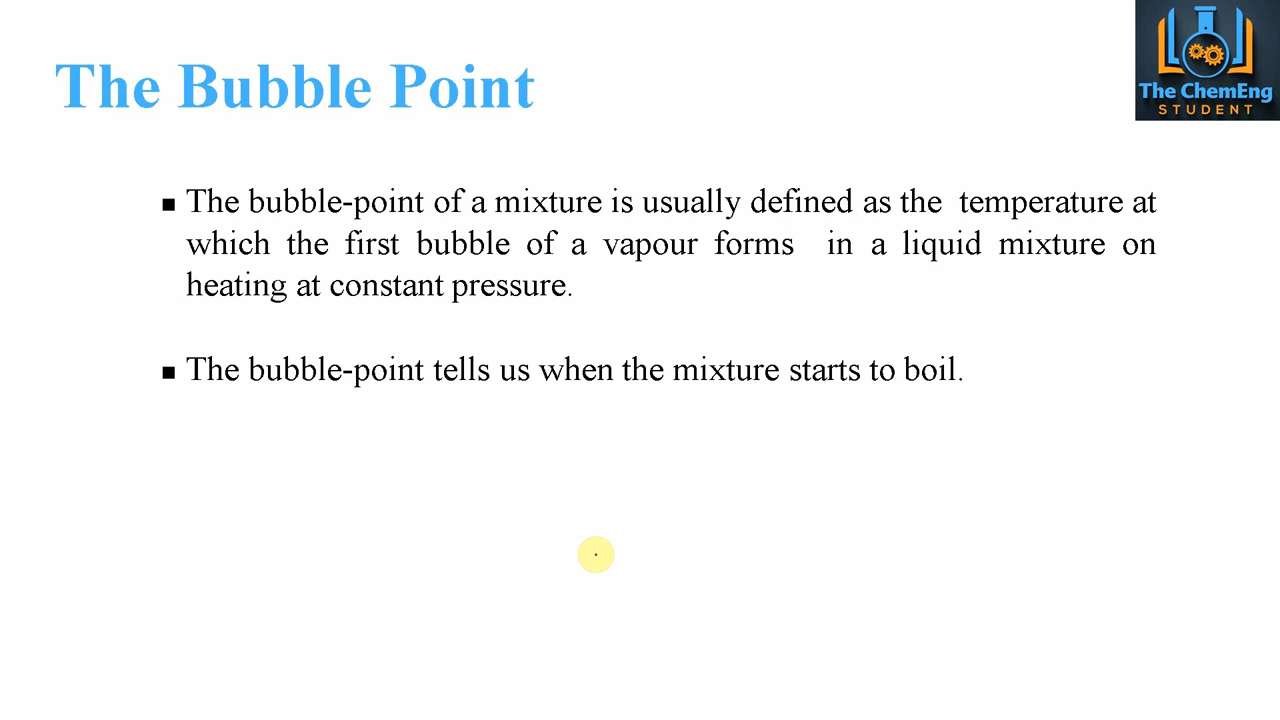 The Bubble Point
The ChemEng
STUDENT
▪ The bubble-point of a mixture is usually defined as the temperature at
which the first bubble of a vapour forms in a liquid mixture on
heating at constant pressure.
▪ The bubble-point tells us when the mixture starts to boil.